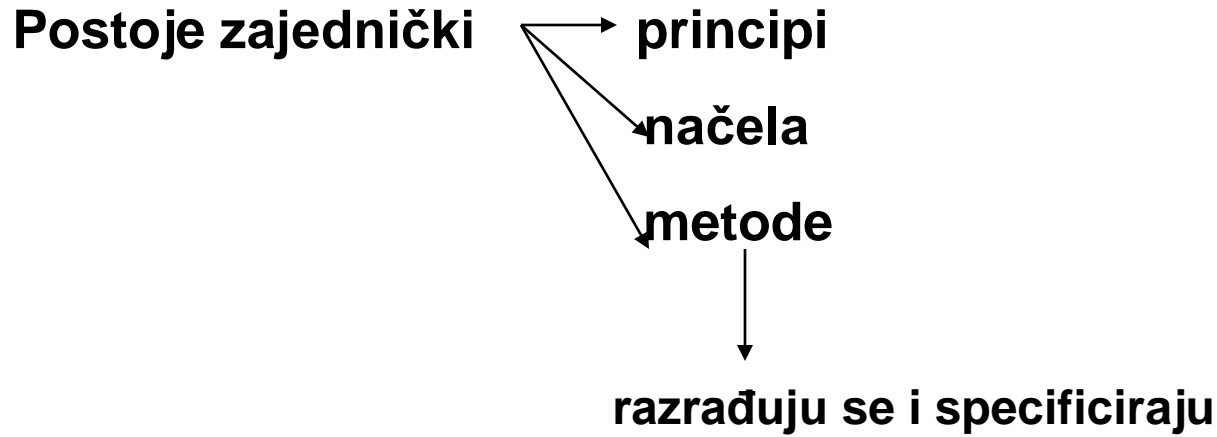 Postoje zajednički principi
načela
metode
razrađuju se i specificiraju